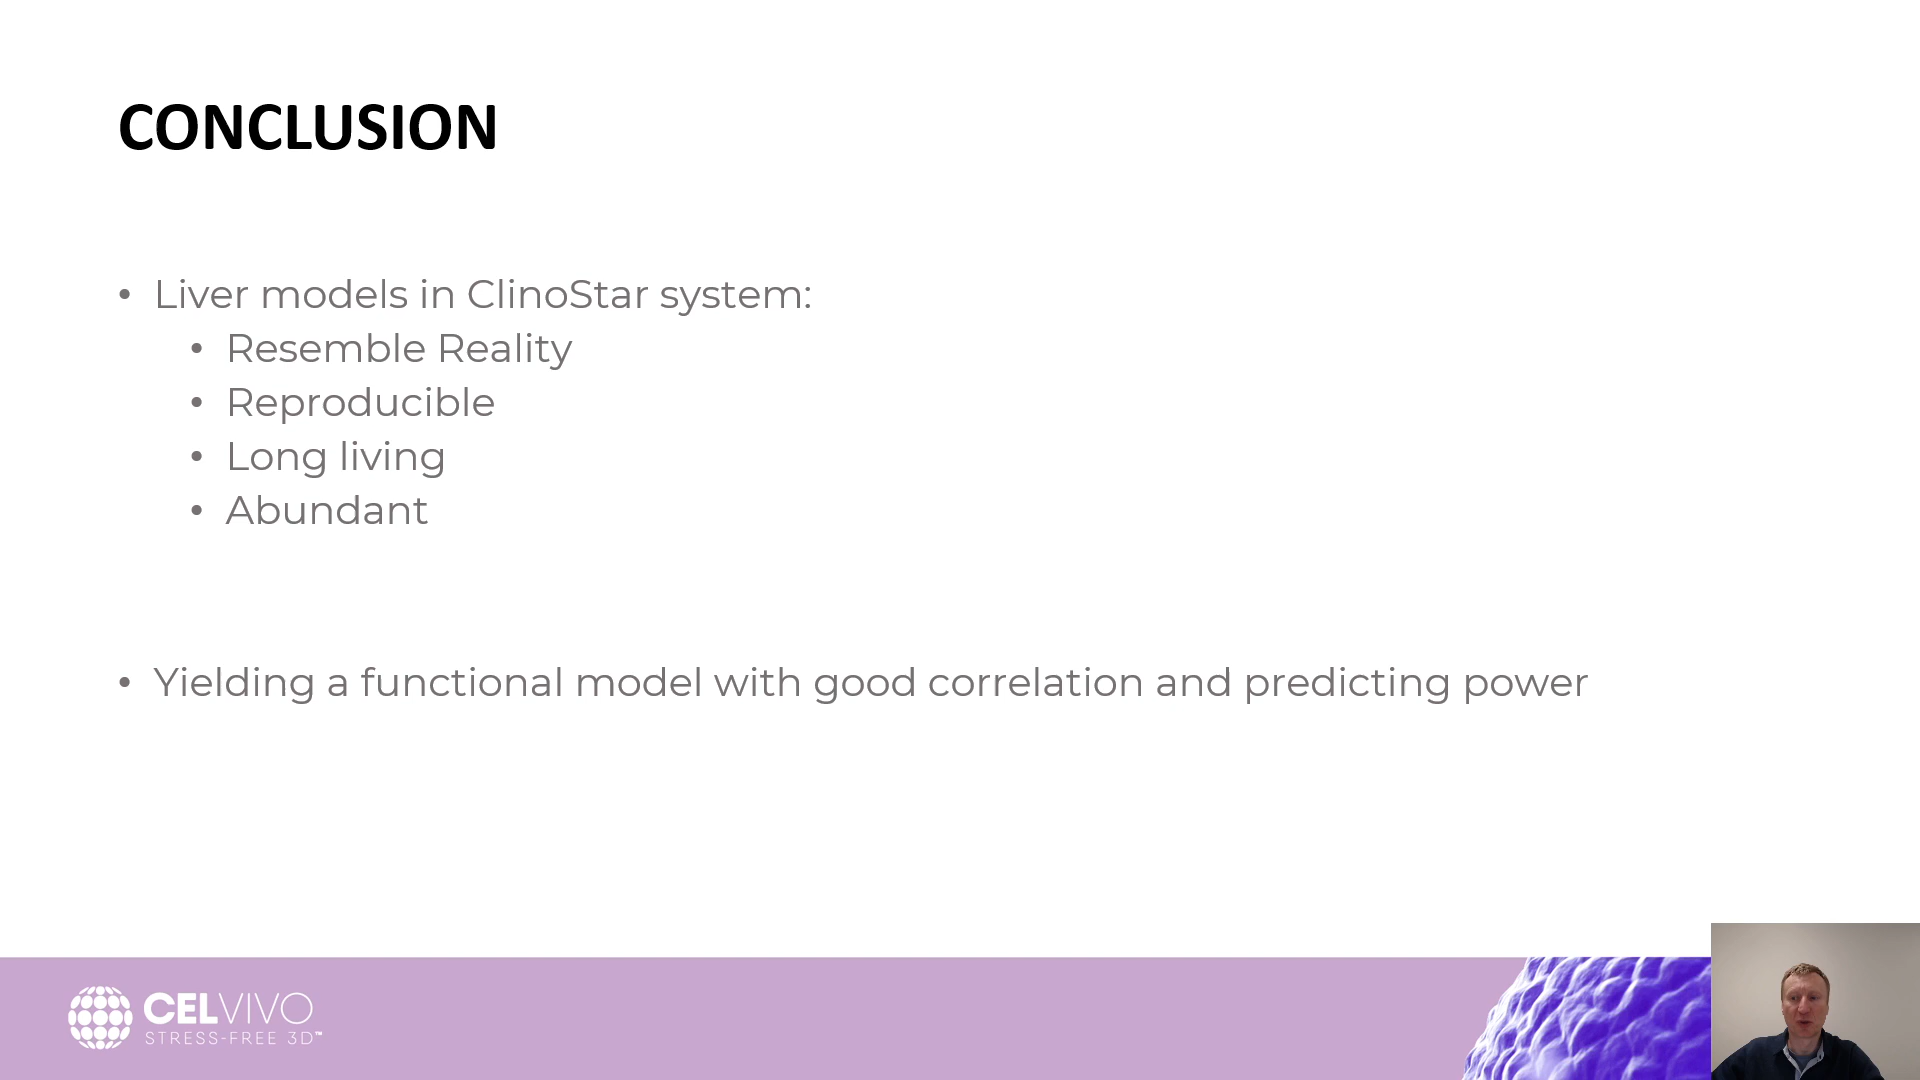 CONCLUSION
• Liver models in ClinoStar system:
• Resemble Reality
• Reproducible
• Long living
• Abundant
• Yielding a functional model with good correlation and predicting power
CELVIVO
STRESS-FREE 3D™